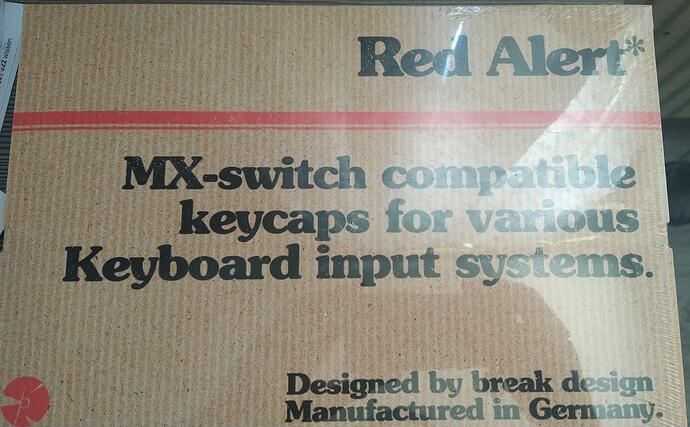 Red Alert*
MX-switch compatible
keycaps for various
Keyboard input systems.
Designed by break design
Manufactured in Germany.